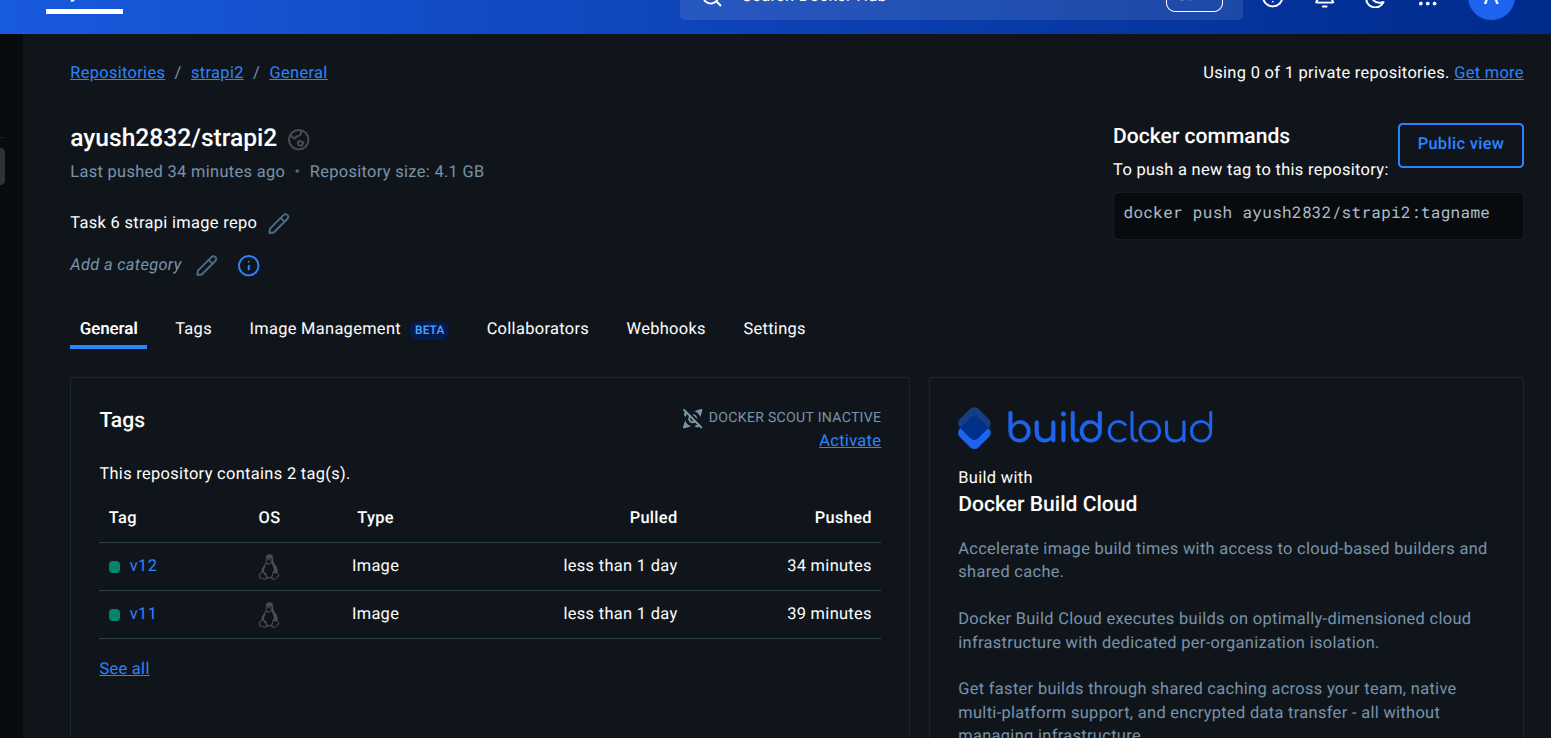 Repositories / strapi2 / General
Using 0 of 1 private repositories. Get more
ayush2832/strapi2
Last pushed 34 minutes ago • Repository size: 4.1 GB
Task 6 strapi image repo
Add a category
Docker commands
Public view
To push a new tag to this repository:
docker push ayush2832/strapi2:tagname
General Tags Image Management BETA Collaborators Webhooks Settings
Tags
DOCKER SCOUT INACTIVE
Activate
This repository contains 2 tag(s).
Tag OS Type Pulled Pushed
v12 Image less than 1 day 34 minutes
v11 Image less than 1 day 39 minutes
See all
buildcloud
Build with
Docker Build Cloud
Accelerate image build times with access to cloud-based builders and
shared cache.
Docker Build Cloud executes builds on optimally-dimensioned cloud
infrastructure with dedicated per-organization isolation.
Get faster builds through shared caching across your team, native
multi-platform support, and encrypted data transfer - all without
managing infrastructure.